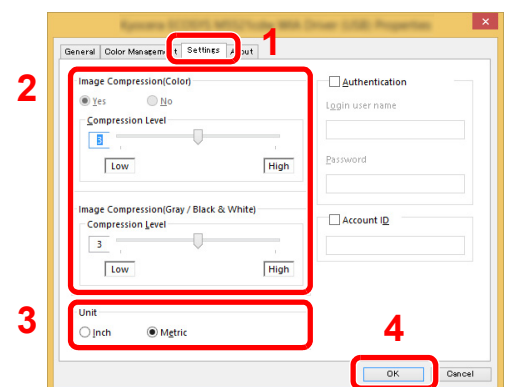 1
General Color Management Settings About
2
Image Compression(Color)
Yes No
Compression Level
3
Low High
Image Compression(Gray / Black & White)
Compression Level
3
Low High
Authentication
Login user name
Password
Account ID
3
Unit
Inch Metric
4
OK Cancel